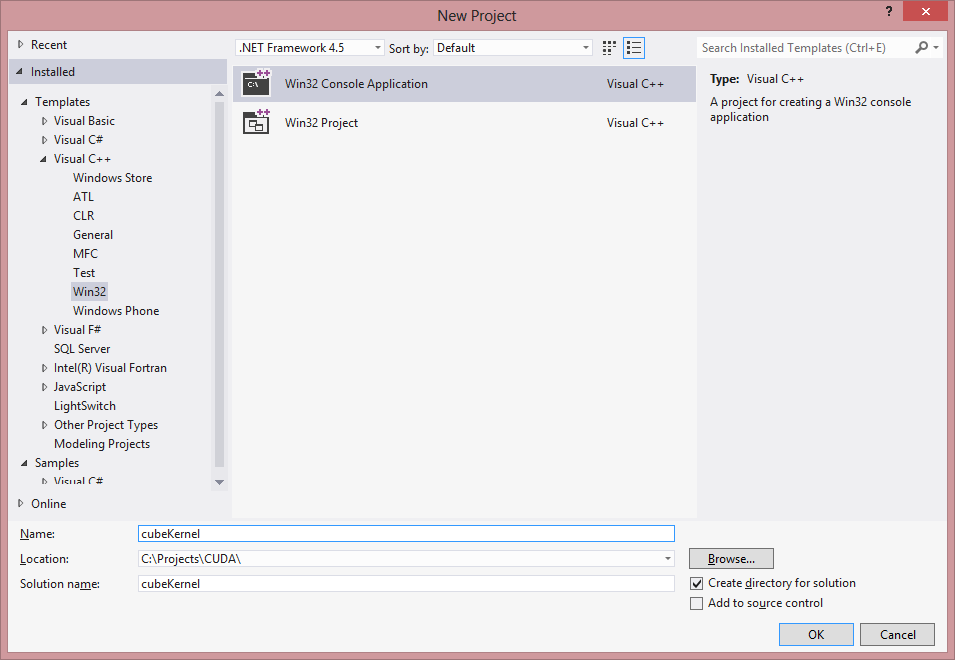 New Project
?
Recent
Installed
Templates
Visual Basic
Visual C#
Visual C++
Windows Store
ATL
CLR
General
MFC
Test
Win32
Windows Phone
Visual F#
SQL Server
Intel(R) Visual Fortran
JavaScript
LightSwitch
Other Project Types
Modeling Projects
Samples
Visual C#
Online
.NET Framework 4.5 Sort by: Default
C:\ ++ Win32 Console Application Visual C++
++ Win32 Project Visual C++
Search Installed Templates (Ctrl+E)
Type: Visual C++
A project for creating a Win32 console
application
Name: cubeKernel
Location: C:\Projects\CUDA\ Browse...
Solution name: cubeKernel
Create directory for solution
Add to source control
OK Cancel